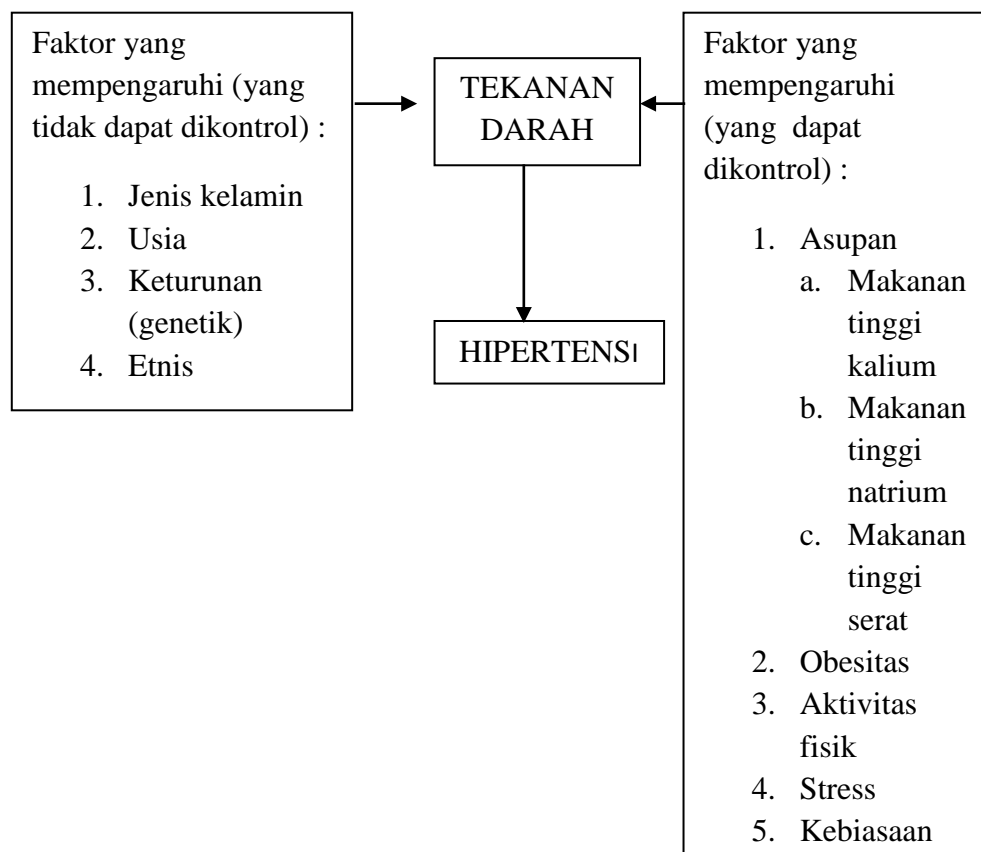 Faktor yang
mempengaruhi (yang
tidak dapat dikontrol) :
1. Jenis kelamin
2. Usia
3. Keturunan
(genetik)
4. Etnis
TEKANAN
DARAH
HIPERTENSI
Faktor yang
mempengaruhi
(yang dapat
dikontrol) :
1. Asupan
a. Makanan
tinggi
kalium
b. Makanan
tinggi
natrium
c. Makanan
tinggi
serat
2. Obesitas
3. Aktivitas
fisik
4. Stress
5. Kebiasaan